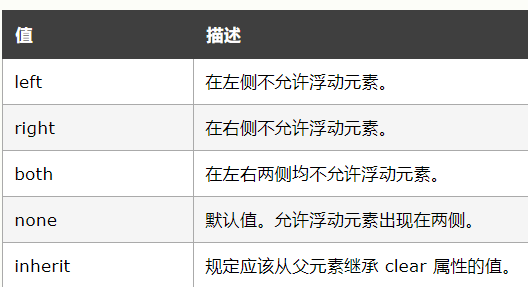 值 描述
left 在左侧不允许浮动元素。
right 在右侧不允许浮动元素。
both 在左右两侧均不允许浮动元素。
none 默认值。允许浮动元素出现在两侧。
inherit 规定应该从父元素继承 clear 属性的值。